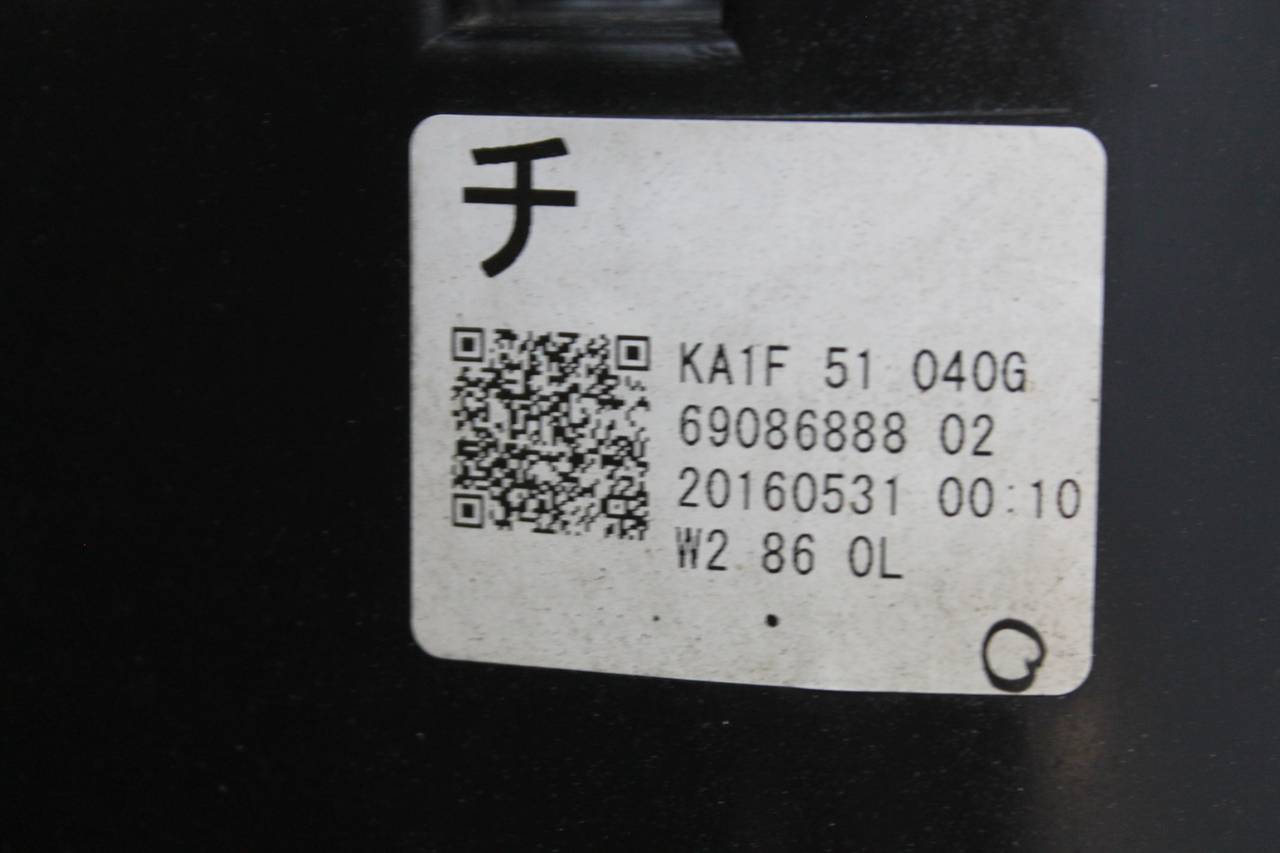 チ
KA1F 51 040G
69086888 02
20160531 00:10
W2 86 0L